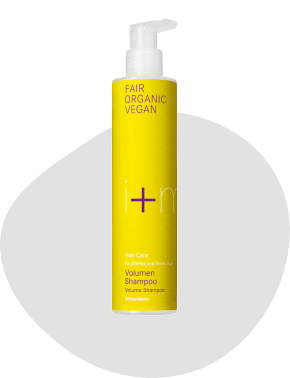 FAIR
ORGANIC
VEGAN
i+m
Hair Care
Volumen
Shampoo
Volume Shampoo